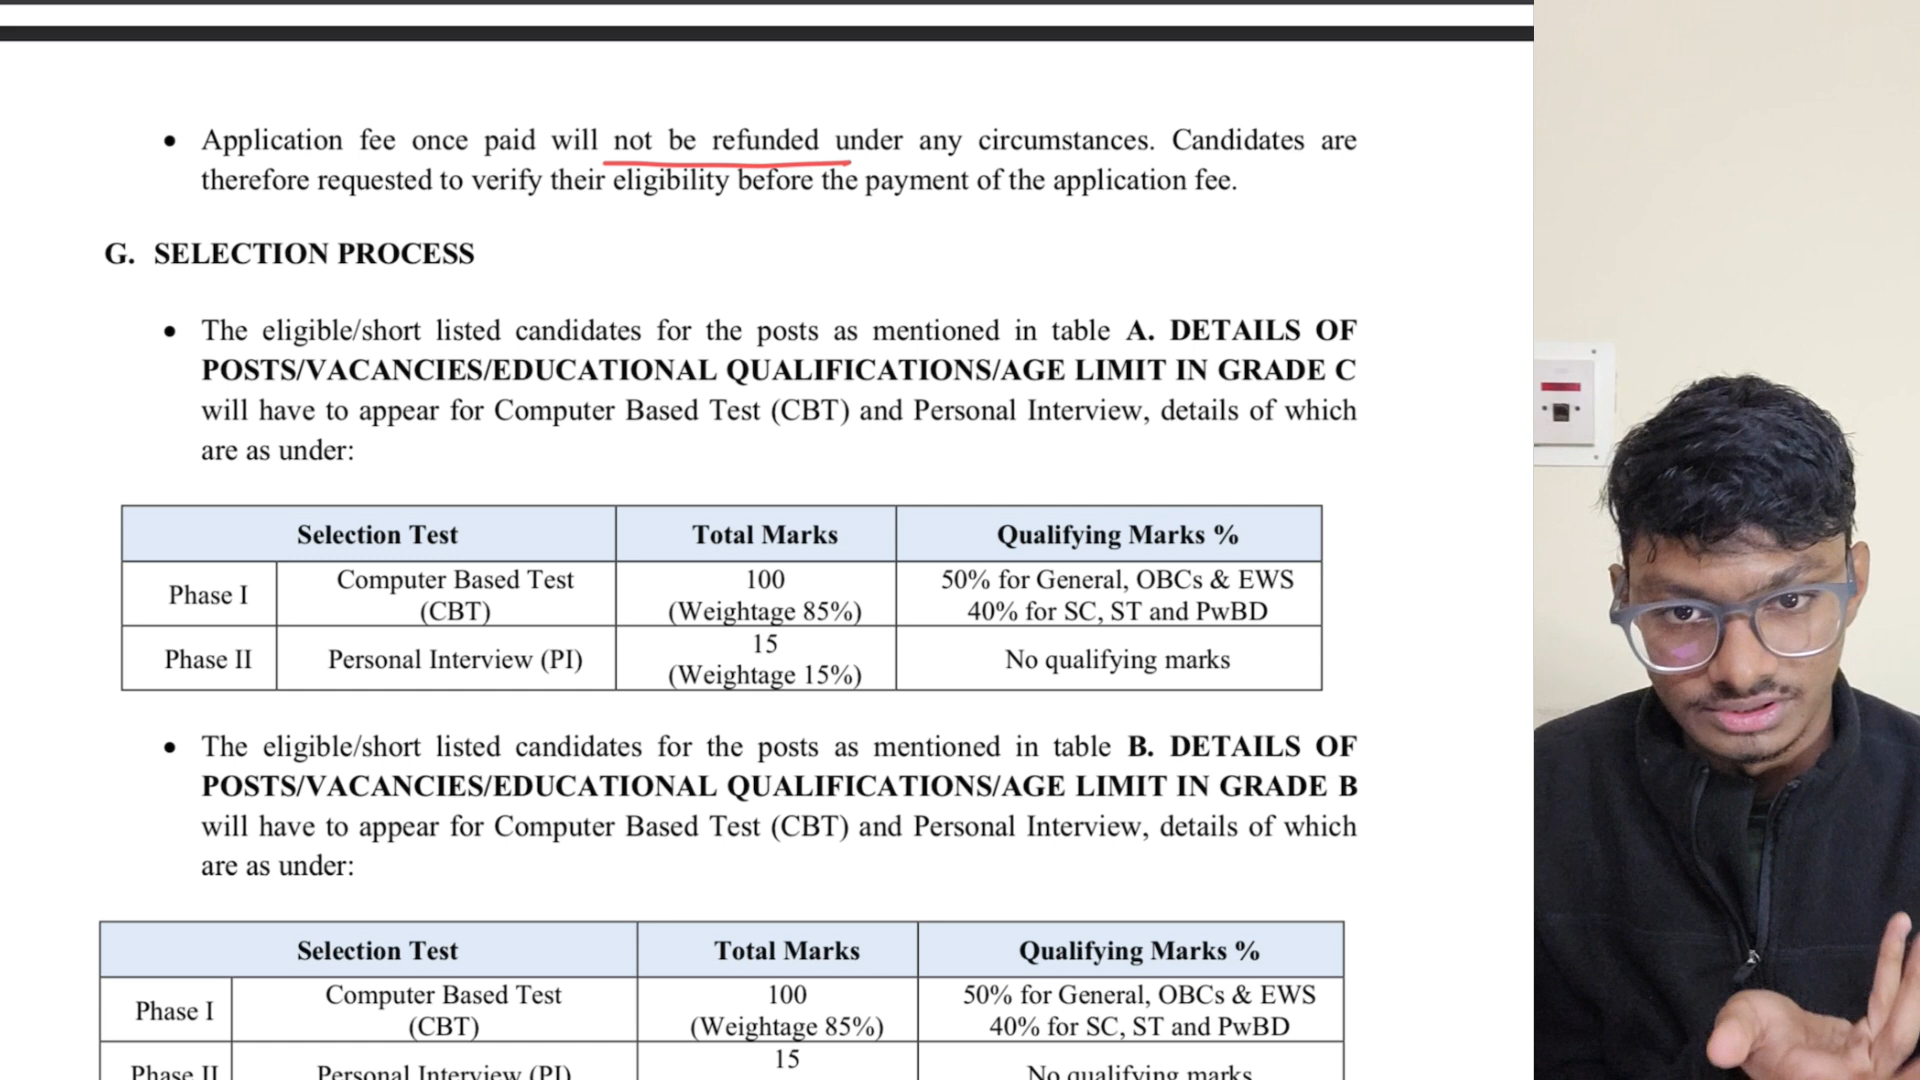 • Application fee once paid will not be refunded under any circumstances. Candidates are
therefore requested to verify their eligibility before the payment of the application fee.
G. SELECTION PROCESS
• The eligible/short listed candidates for the posts as mentioned in table A. DETAILS OF
POSTS/VACANCIES/EDUCATIONAL QUALIFICATIONS/AGE LIMIT IN GRADE C
will have to appear for Computer Based Test (CBT) and Personal Interview, details of which
are as under:
Selection Test Total Marks Qualifying Marks %
Phase I Computer Based Test (CBT) 100 (Weightage 85%) 50% for General, OBCs & EWS 40% for SC, ST and PwBD
Phase II Personal Interview (PI) 15 (Weightage 15%) No qualifying marks
• The eligible/short listed candidates for the posts as mentioned in table B. DETAILS OF
POSTS/VACANCIES/EDUCATIONAL QUALIFICATIONS/AGE LIMIT IN GRADE B
will have to appear for Computer Based Test (CBT) and Personal Interview, details of which
are as under:
Selection Test Total Marks Qualifying Marks %
Phase I Computer Based Test (CBT) 100 (Weightage 85%) 50% for General, OBCs & EWS 40% for SC, ST and PwBD
Phase II Personal Interview (PI) 15 No qualifying marks